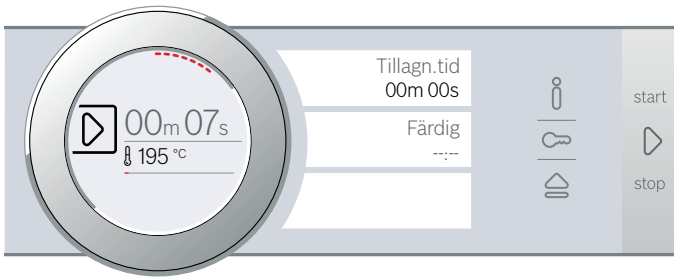 00m 07s
195 °C
Tillagn.tid
00m 00s
Färdig
--:--
start
stop